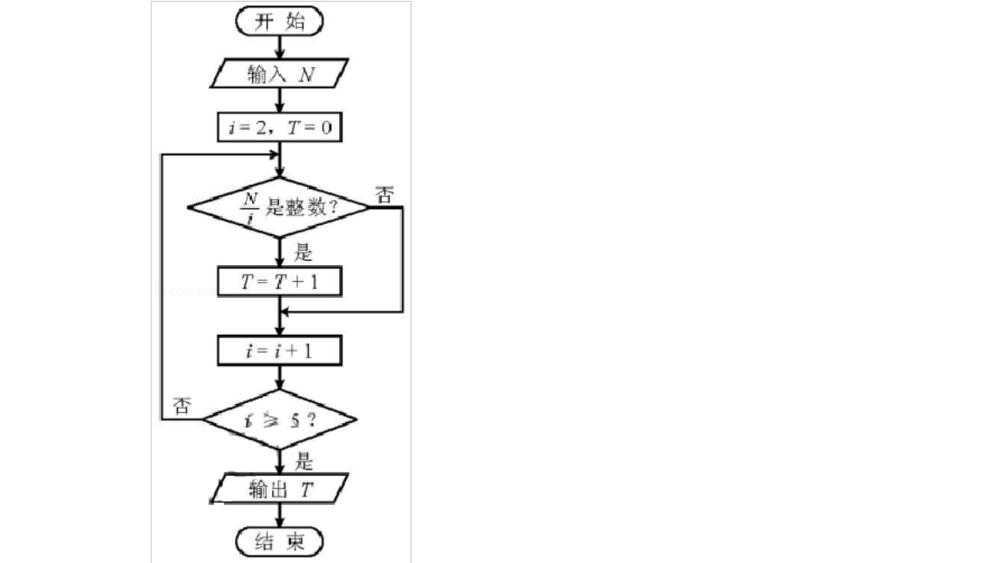 开 始
输入 N
i = 2, T = 0
N/i 是整数?
否
是
T = T + 1
i = i + 1
否
i ≥ 5 ?
是
输出 T
结 束